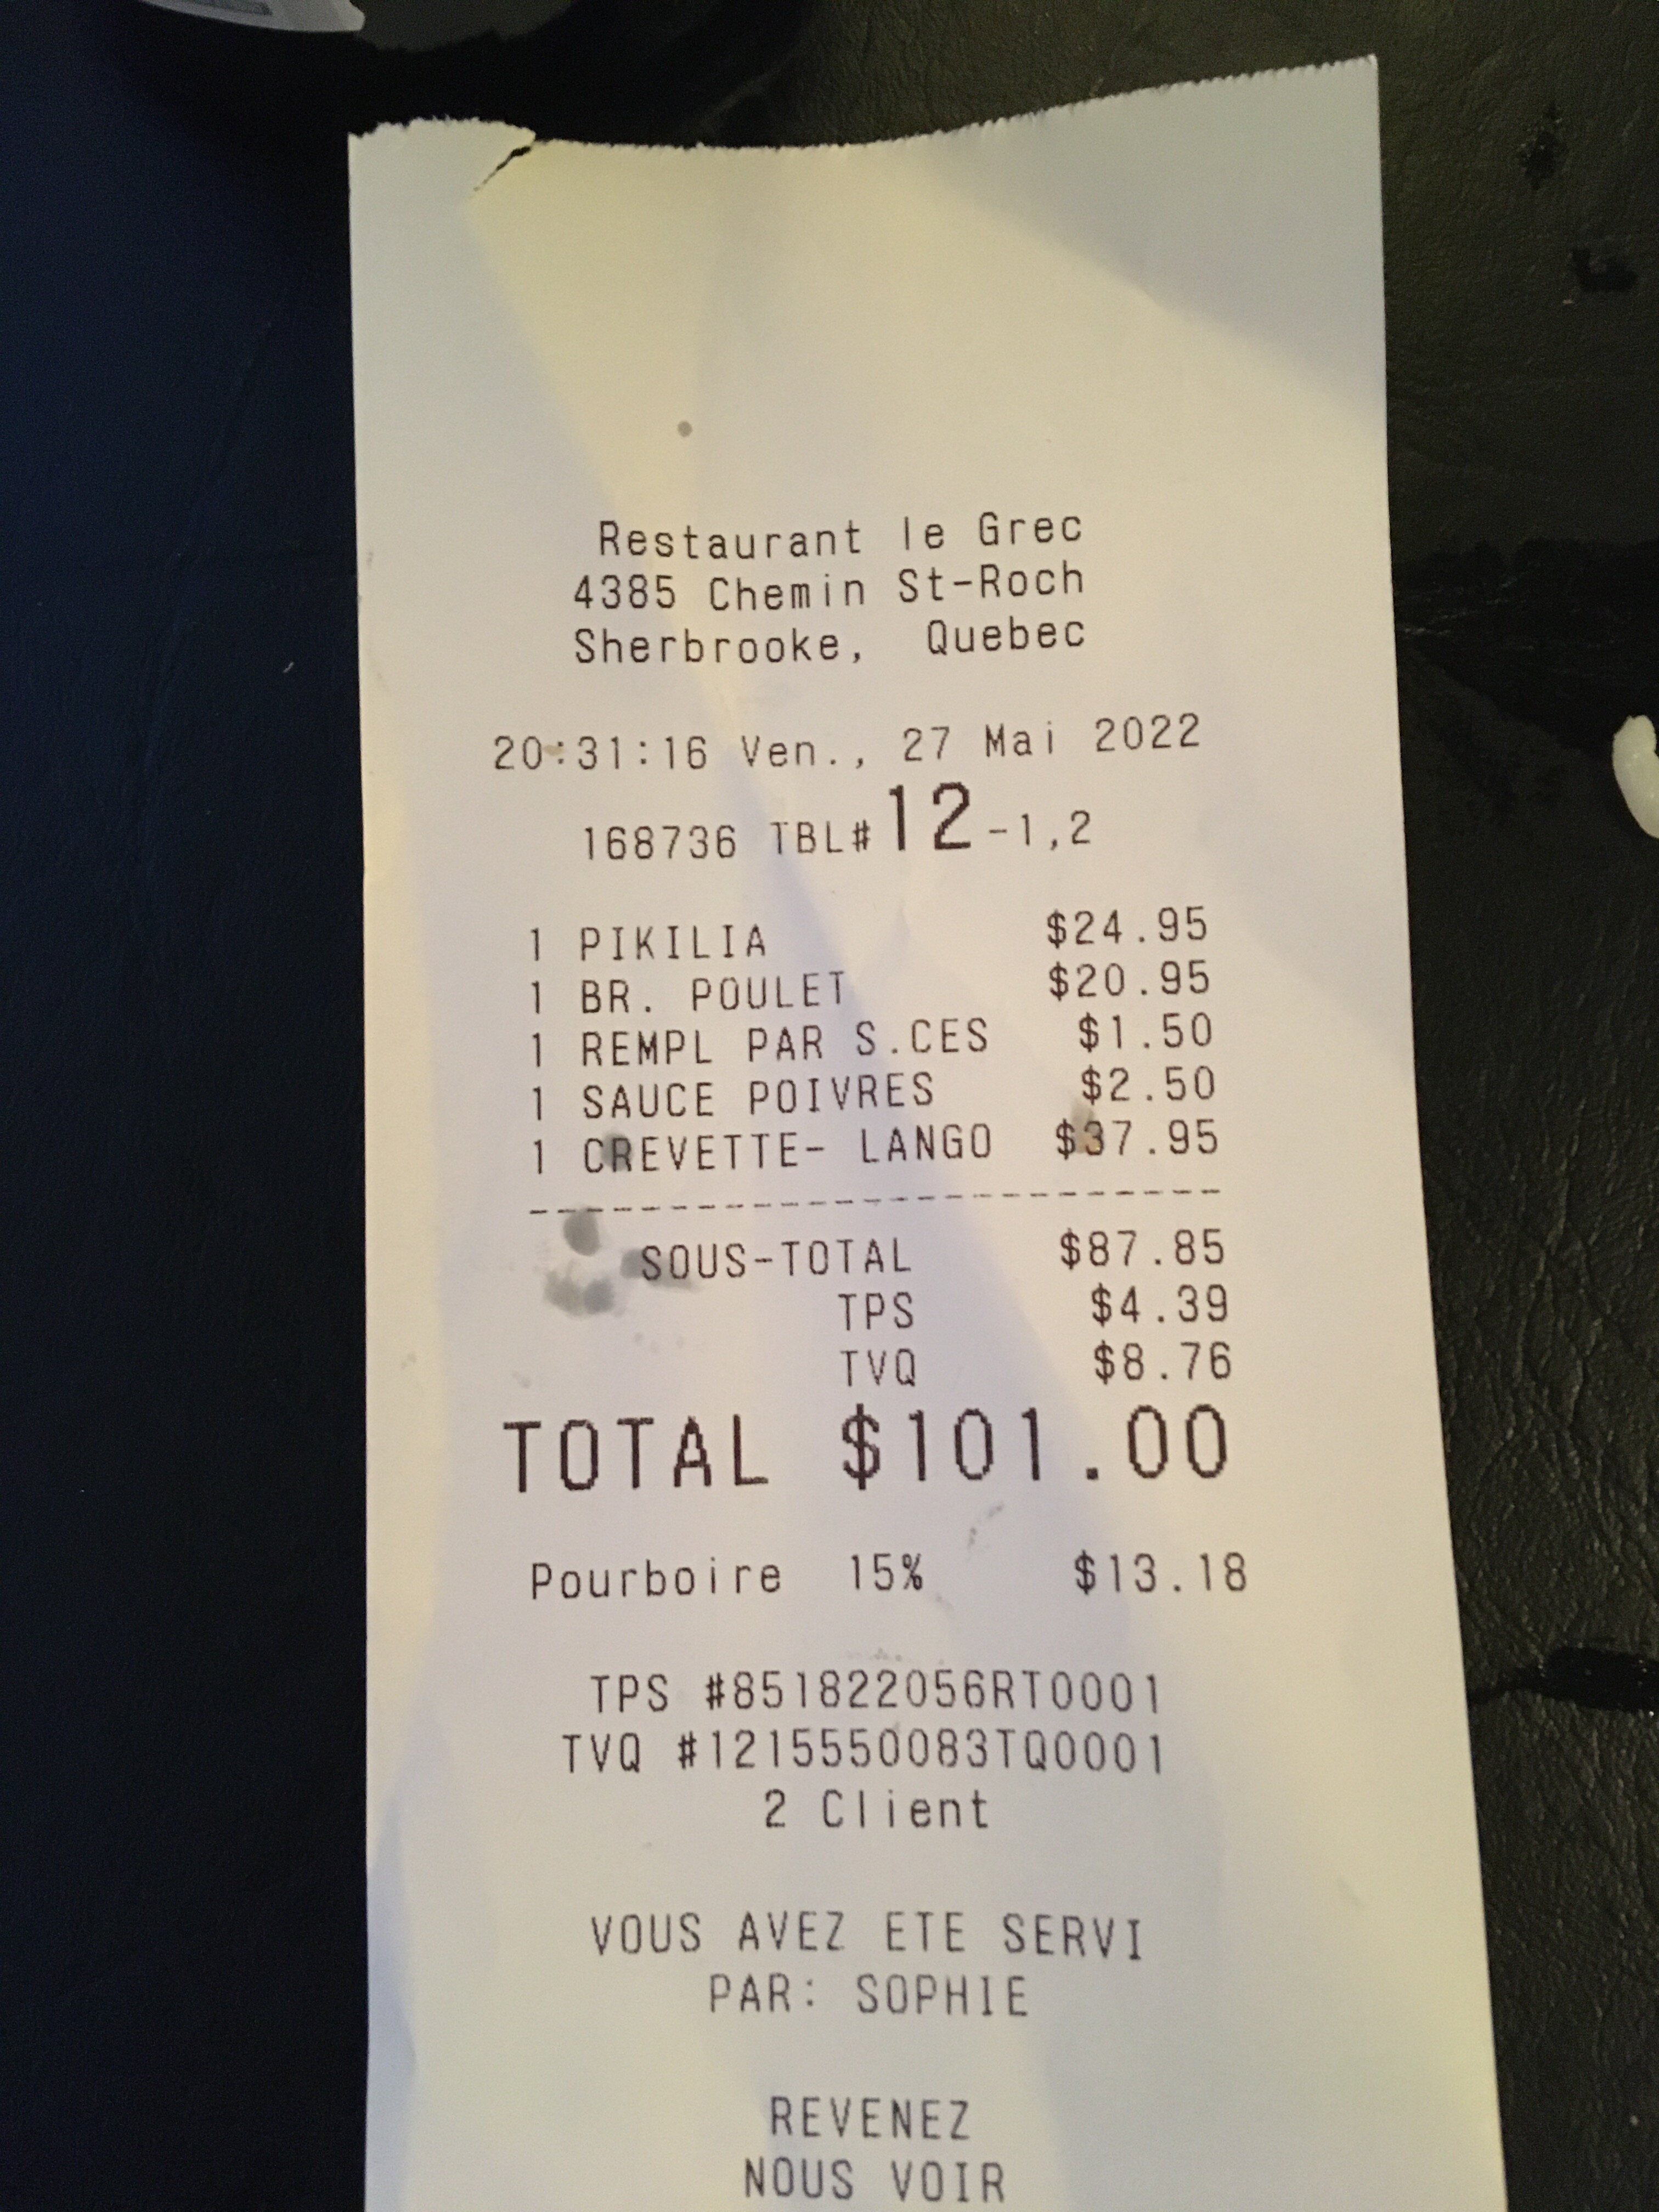 Restaurant le Grec
4385 Chemin St-Roch
Sherbrooke, Quebec
20:31:16 Ven., 27 Mai 2022
168736 TBL#12-1,2
1 PIKILIA $24.95
1 BR. POULET $20.95
1 REMPL PAR S.CES $1.50
1 SAUCE POIVRES $2.50
1 CREVETTE- LANGO $37.95
SOUS-TOTAL $87.85
TPS $4.39
TVQ $8.76
TOTAL $101.00
Pourboire 15% $13.18
TPS #851822056RT0001
TVQ #1215550083TQ0001
2 Client
VOUS AVEZ ETE SERVI
PAR: SOPHIE
REVENEZ
NOUS VOIR